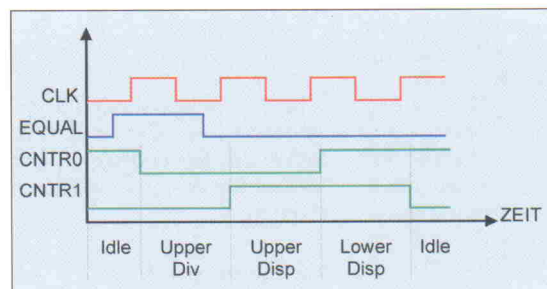 CLK
EQUAL
CNTR0
CNTR1
ZEIT
Idle
Upper
Div
Upper
Disp
Lower
Disp
Idle